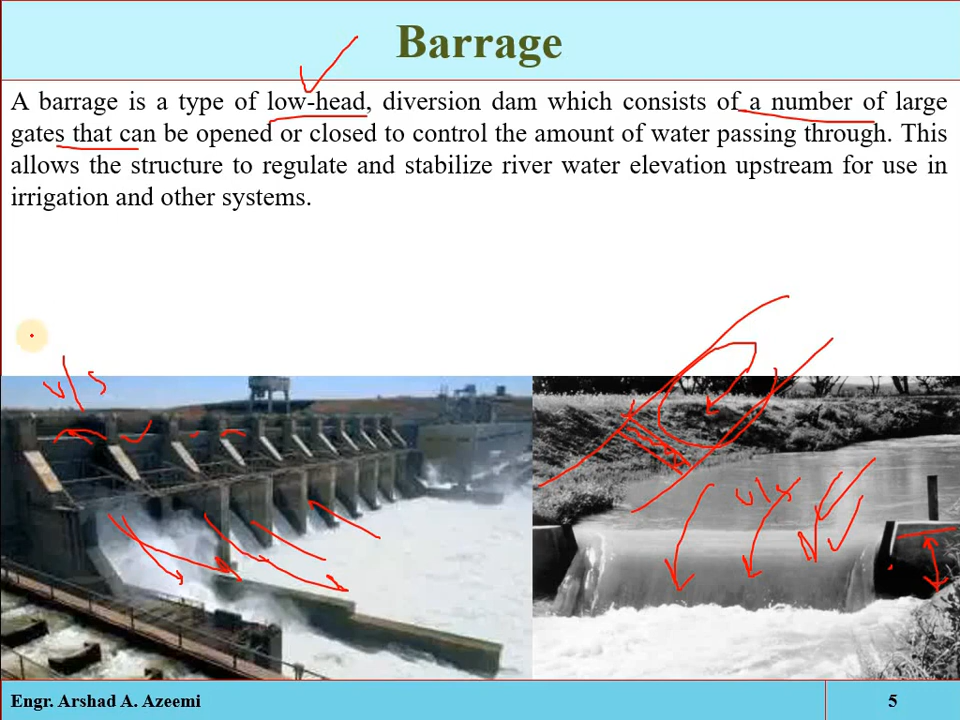 Barrage
A barrage is a type of low-head, diversion dam which consists of a number of large
gates that can be opened or closed to control the amount of water passing through. This
allows the structure to regulate and stabilize river water elevation upstream for use in
irrigation and other systems.
u/s
u/s
Engr. Arshad A. Azeemi
5